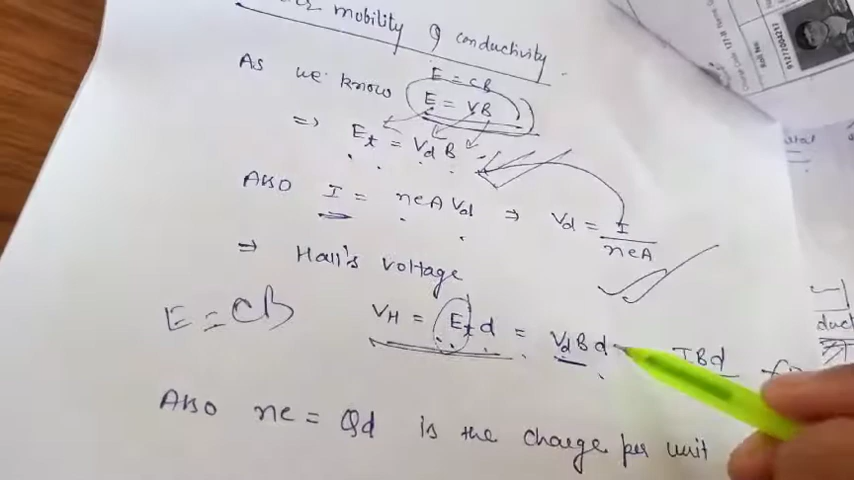 mobility & conductivity
As we know E = CB
E = VB
=> Et = Vd B
Also I = neA Vd => Vd = I / neA
=> Hall's voltage
E = CB
VH = Et d = Vd B d IBd
Also ne = Qd is the charge per unit